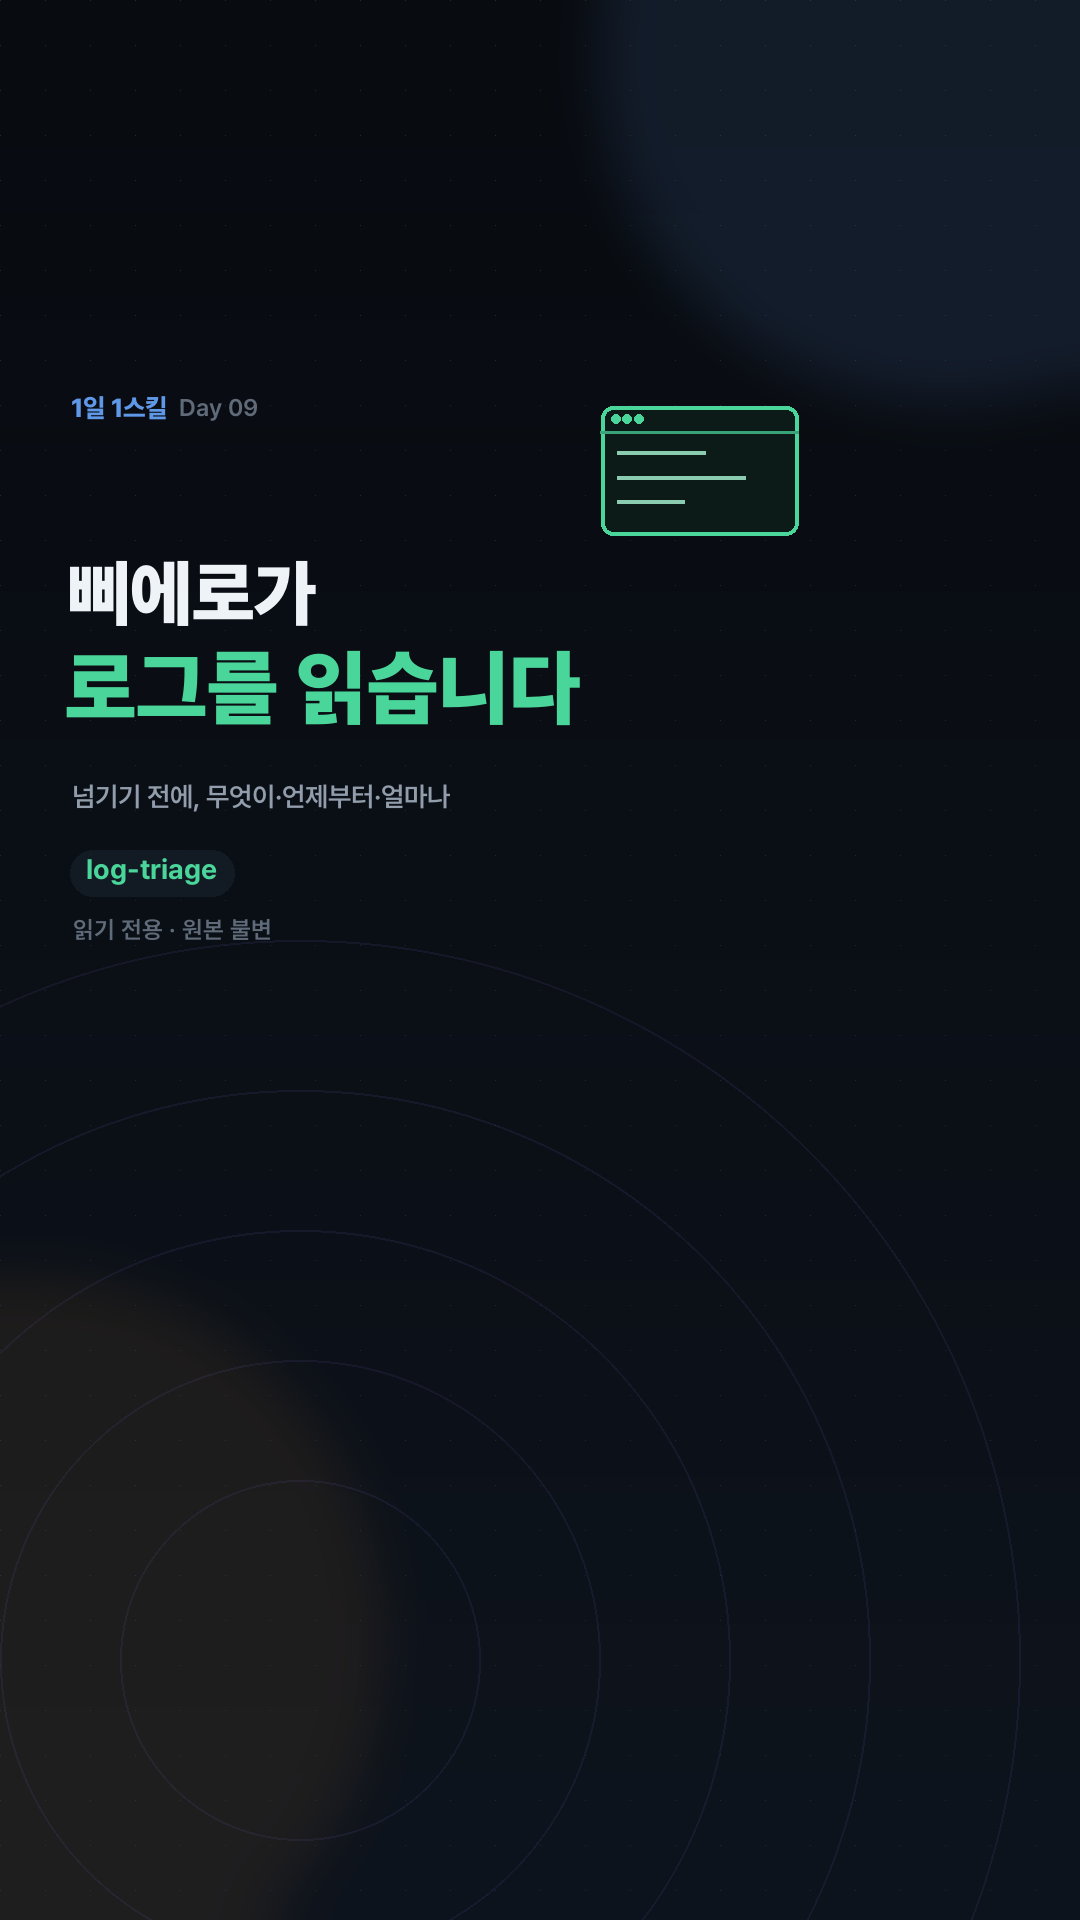 1일 1스킬 Day 09
삐에로가
로그를 읽습니다
넘기기 전에, 무엇이·언제부터·얼마나
log-triage
읽기 전용 · 원본 불변